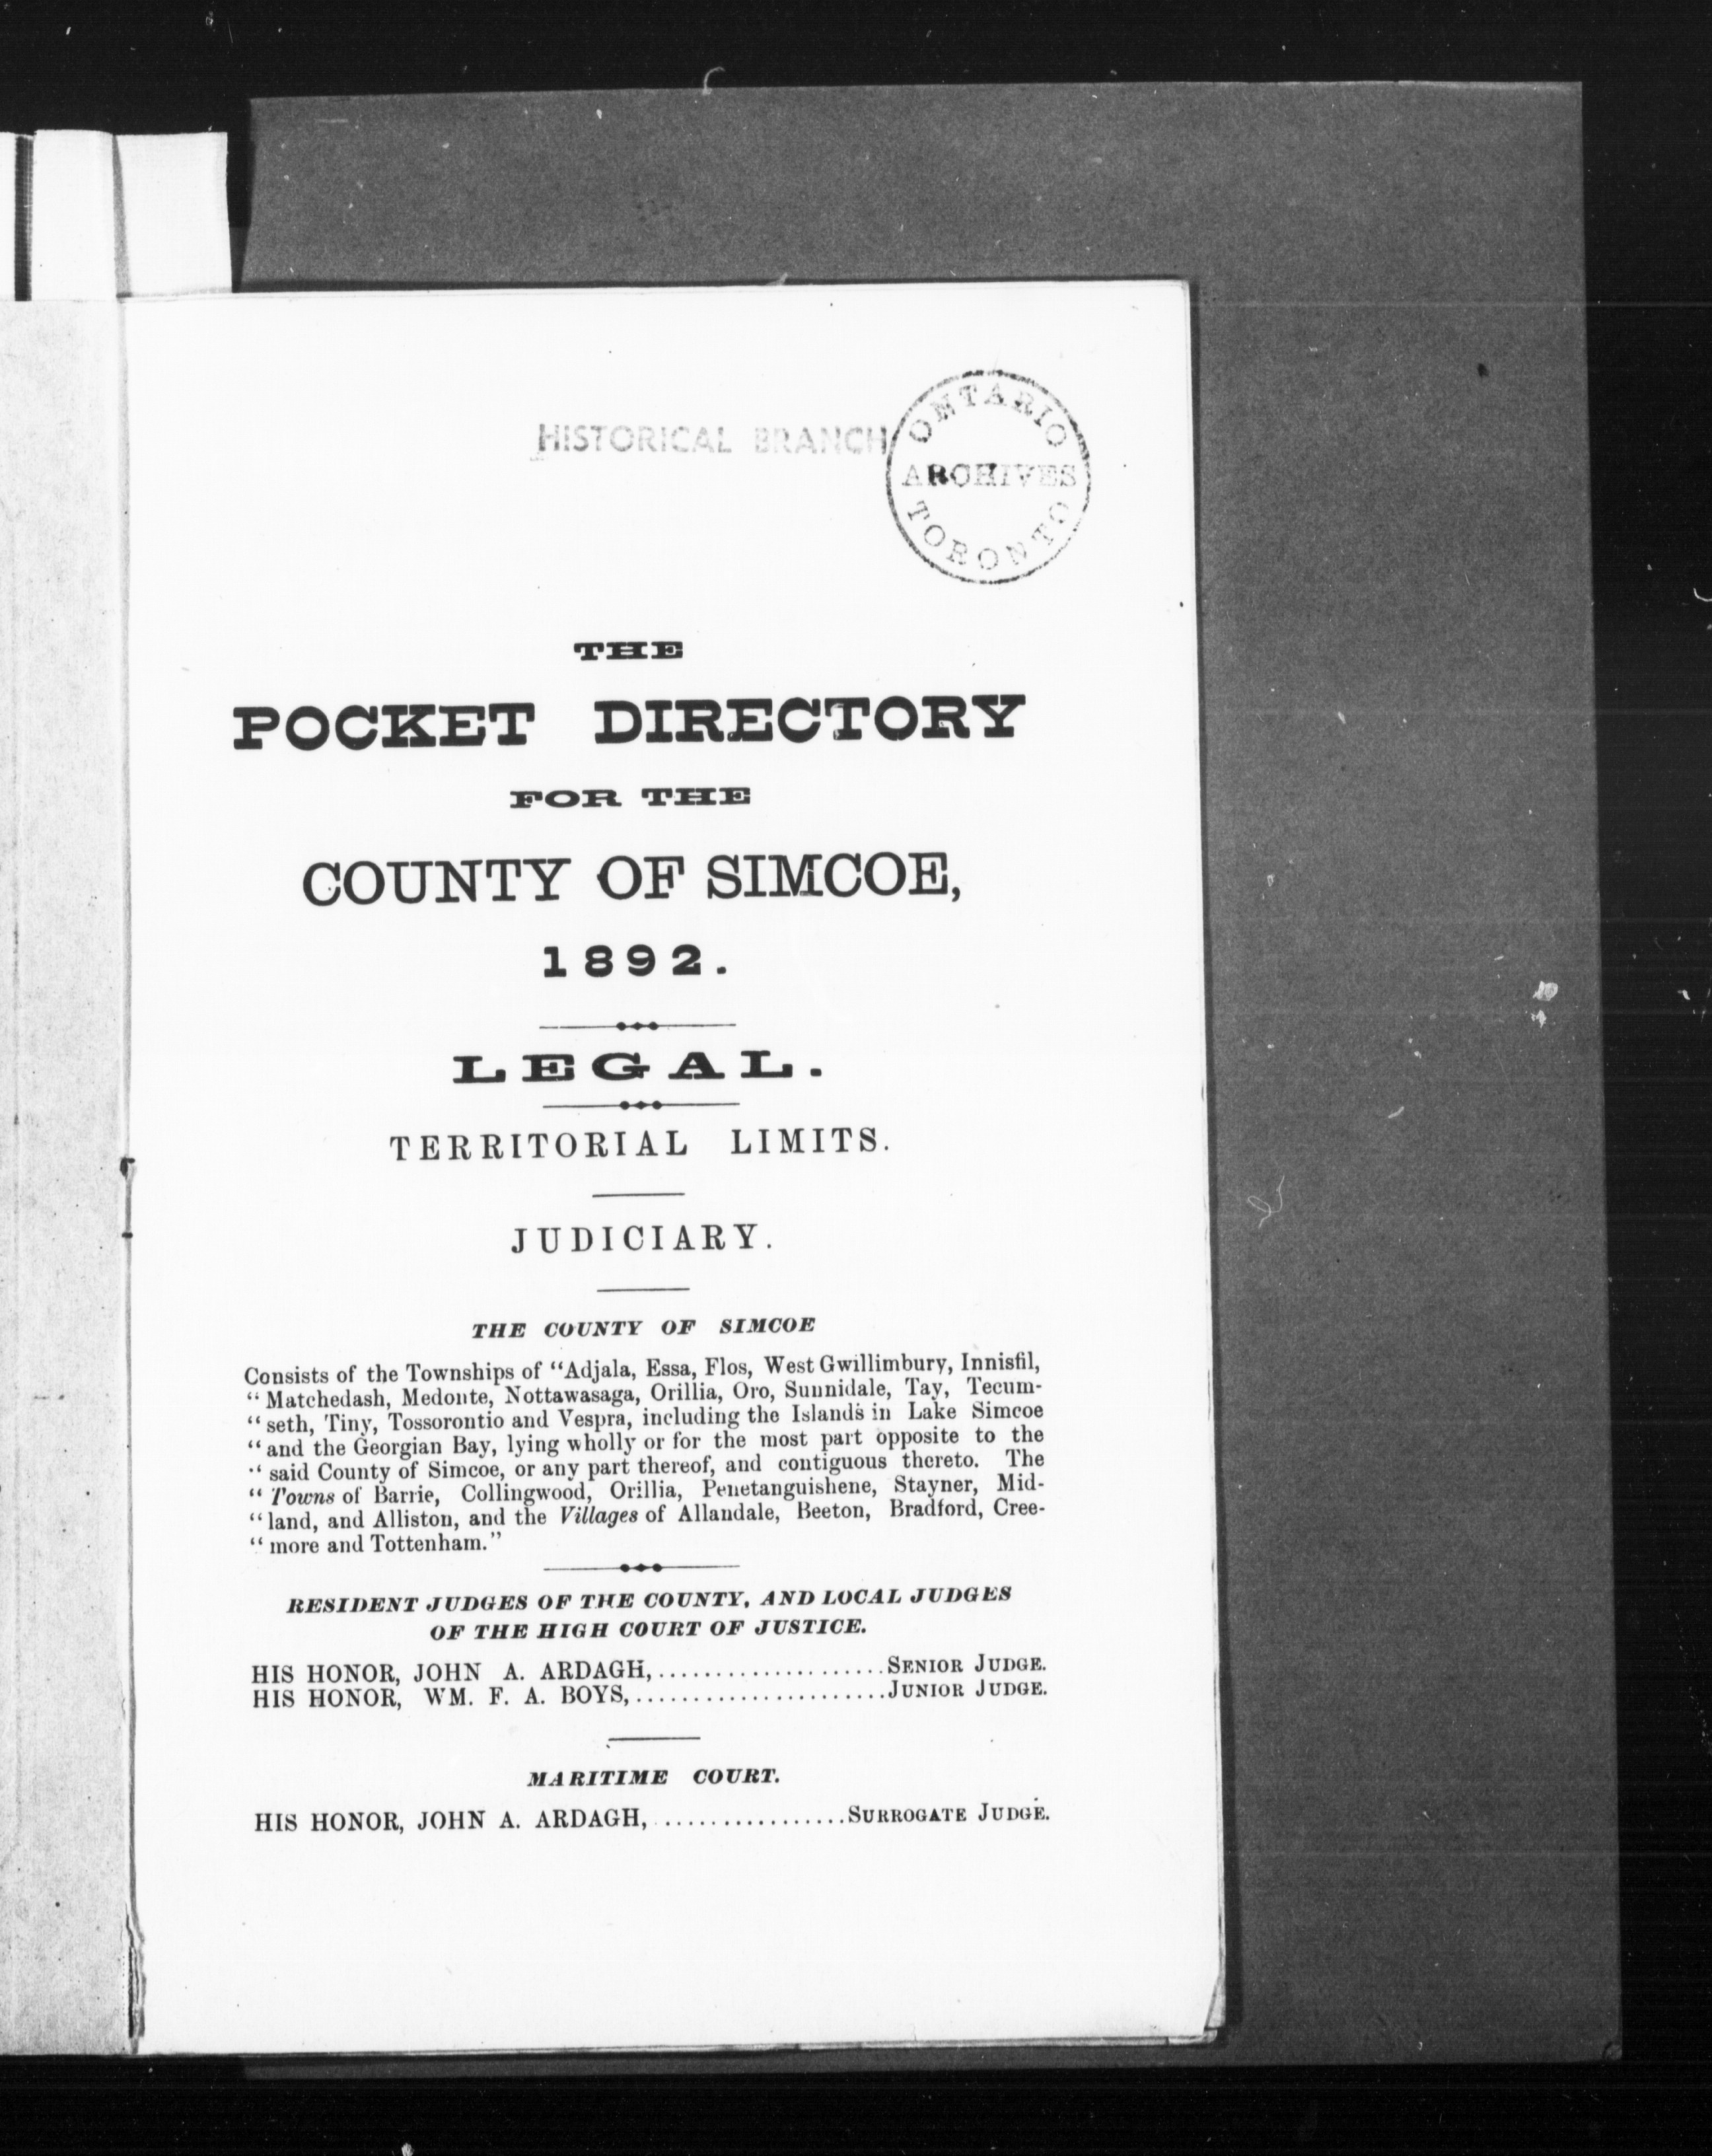 HISTORICAL BRANCH
ONTARIO
ARCHIVES
TORONTO
THE
POCKET DIRECTORY
FOR THE
COUNTY OF SIMCOE,
1892.
LEGAL.
TERRITORIAL LIMITS.
JUDICIARY.
THE COUNTY OF SIMCOE
Consists of the Townships of "Adjala, Essa, Flos, West Gwillimbury, Innisfil,
" Matchedash, Medonte, Nottawasaga, Orillia, Oro, Sunnidale, Tay, Tecum-
" seth, Tiny, Tossorontio and Vespra, including the Islands in Lake Simcoe
" and the Georgian Bay, lying wholly or for the most part opposite to the
" said County of Simcoe, or any part thereof, and contiguous thereto. The
" Towns of Barrie, Collingwood, Orillia, Penetanguishene, Stayner, Mid-
" land, and Alliston, and the Villages of Allandale, Beeton, Bradford, Cree-
" more and Tottenham."
RESIDENT JUDGES OF THE COUNTY, AND LOCAL JUDGES
OF THE HIGH COURT OF JUSTICE.
HIS HONOR, JOHN A. ARDAGH,....................SENIOR JUDGE.
HIS HONOR, WM. F. A. BOYS,......................JUNIOR JUDGE.
MARITIME COURT.
HIS HONOR, JOHN A. ARDAGH,................SURROGATE JUDGE.